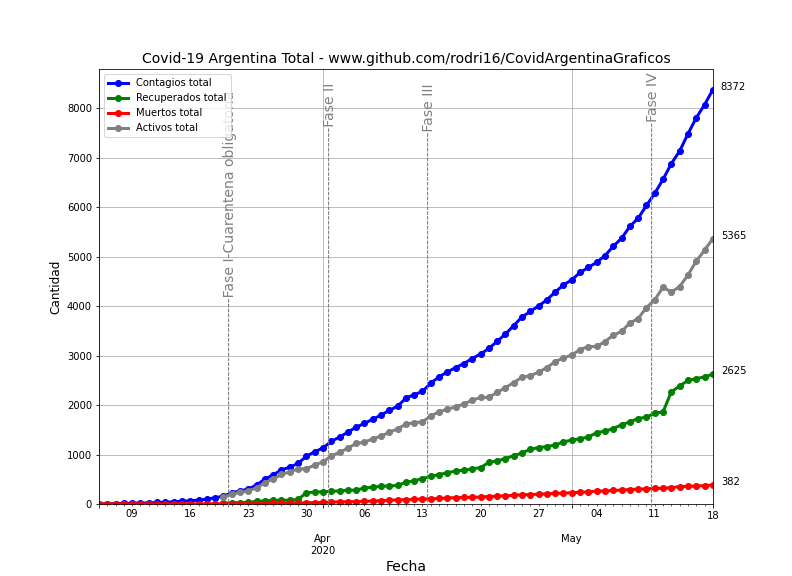 Covid-19 Argentina Total - www.github.com/rodri16/CovidArgentinaGraficos
Contagios total
Recuperados total
Muertos total
Activos total
Fase I-Cuarentena obligatoria
Fase II
Fase III
Fase IV
8372
5365
2625
382
Cantidad
8000
7000
6000
5000
4000
3000
2000
1000
0
09
16
23
30
06
13
20
27
04
11
18
Apr
2020
May
Fecha